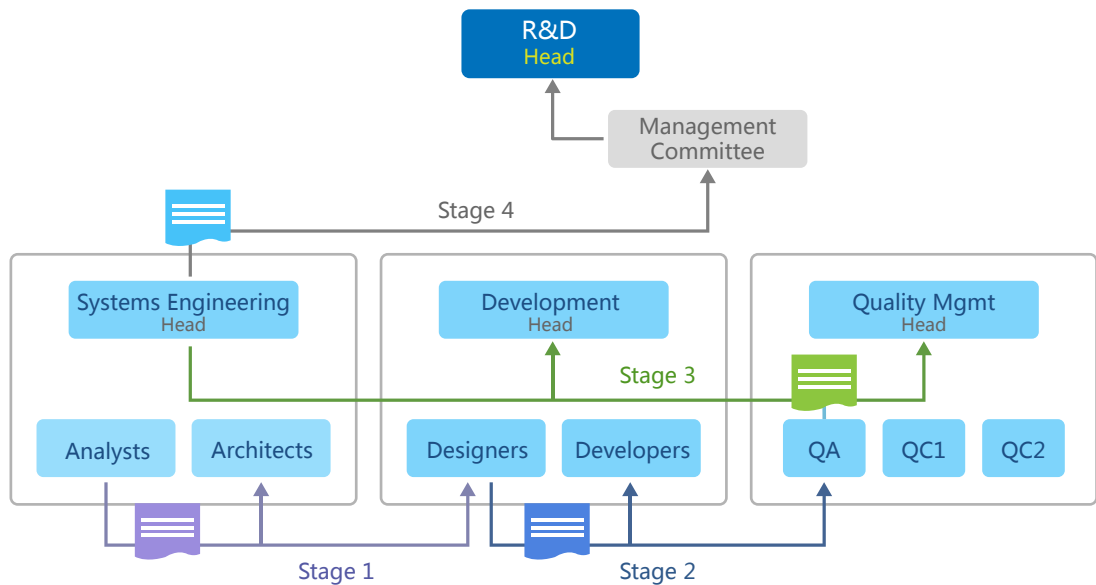 R&D
Head
Management
Committee
Stage 4
Systems Engineering
Head
Development
Head
Quality Mgmt
Head
Stage 3
Analysts
Architects
Designers
Developers
QA
QC1
QC2
Stage 1
Stage 2